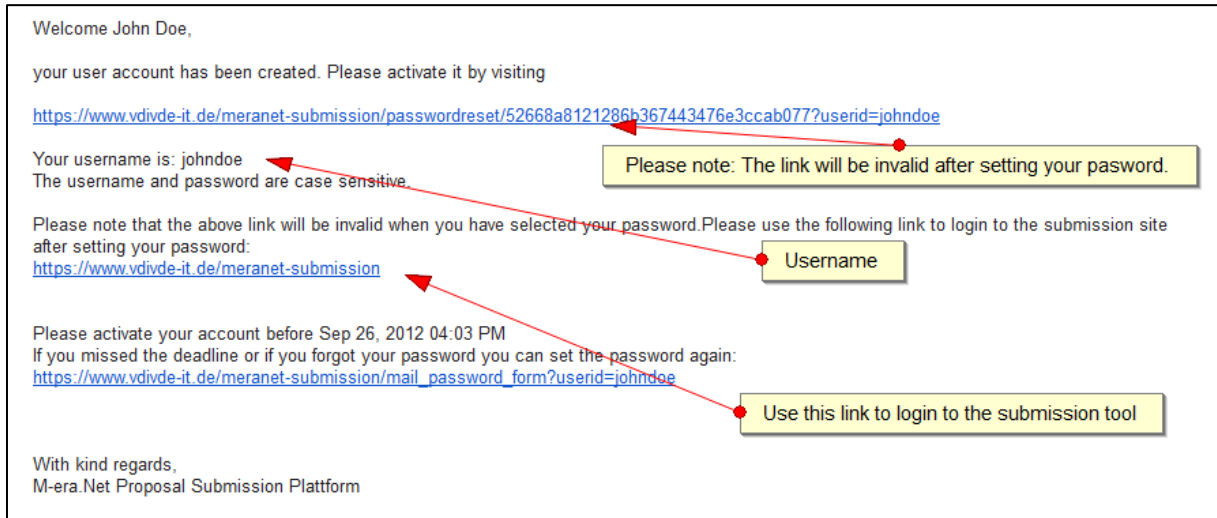 Welcome John Doe,
your user account has been created. Please activate it by visiting
https://www.vdivde-it.de/meranet-submission/passwordreset/52668a8121286b367443476e3ccab077?userid=johndoe
Please note: The link will be invalid after setting your pasword.
Your username is: johndoe
The username and password are case sensitive.
Please note that the above link will be invalid when you have selected your password.Please use the following link to login to the submission site
after setting your password:
Username
https://www.vdivde-it.de/meranet-submission
Please activate your account before Sep 26, 2012 04:03 PM
If you missed the deadline or if you forgot your password you can set the password again:
https://www.vdivde-it.de/meranet-submission/mail_password_form?userid=johndoe
Use this link to login to the submission tool
With kind regards,
M-era.Net Proposal Submission Plattform